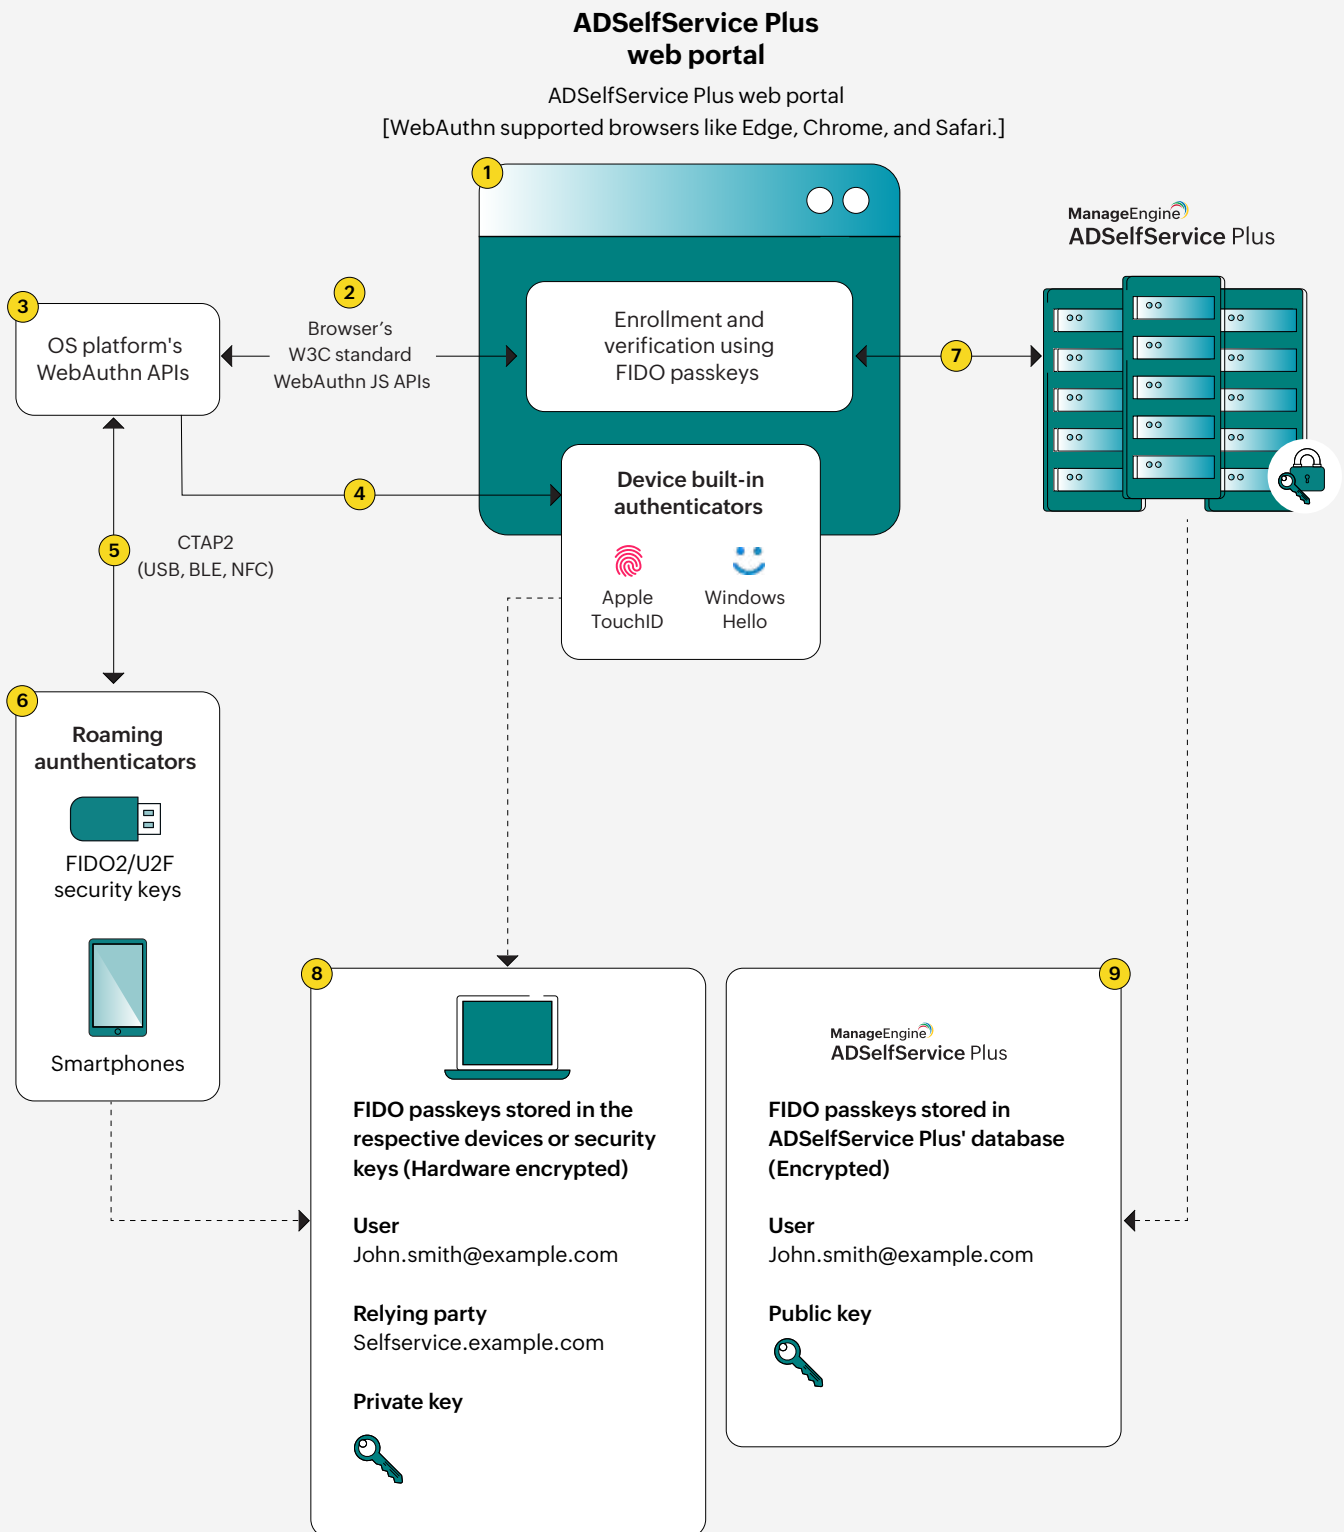 ADSelfService Plus
web portal
ADSelfService Plus web portal
[WebAuthn supported browsers like Edge, Chrome, and Safari.]
1
ManageEngine
ADSelfService Plus
2
Browser’s
W3C standard
WebAuthn JS APIs
3
OS platform's
WebAuthn APIs
Enrollment and
verification using
FIDO passkeys
7
4
Device built-in
authenticators
Apple
TouchID
Windows
Hello
5
CTAP2
(USB, BLE, NFC)
6
Roaming
aunthenticators
FIDO2/U2F
security keys
Smartphones
8
FIDO passkeys stored in the
respective devices or security
keys (Hardware encrypted)
User
John.smith@example.com
Relying party
Selfservice.example.com
Private key
9
ManageEngine
ADSelfService Plus
FIDO passkeys stored in
ADSelfService Plus' database
(Encrypted)
User
John.smith@example.com
Public key